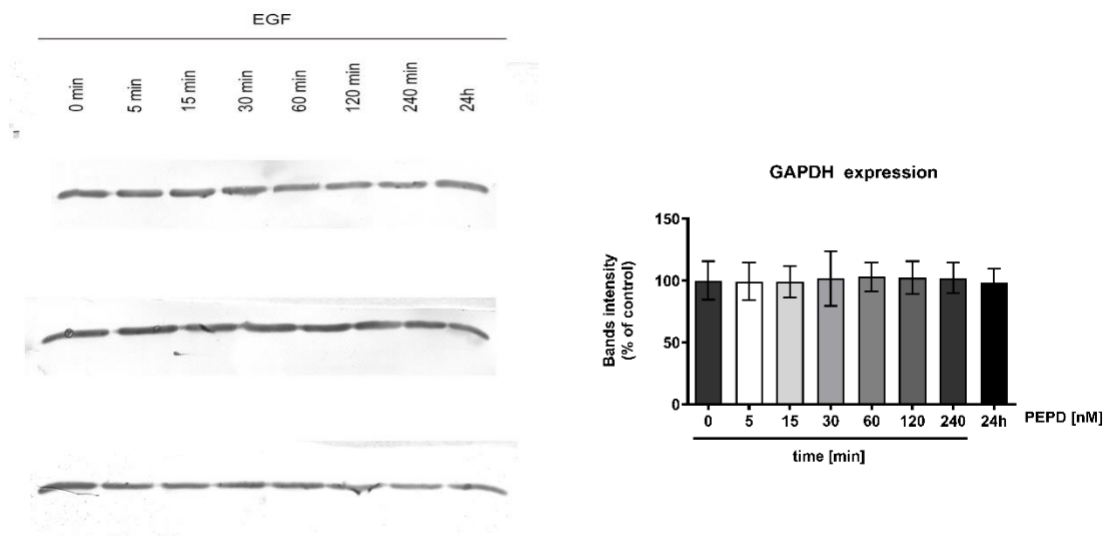 EGF
0 min
5 min
15 min
30 min
60 min
120 min
240 min
24h
GAPDH expression
Bands intensity
(% of control)
150
100
50
0
0 5 15 30 60 120 240 24h PEPD [nM]
time [min]